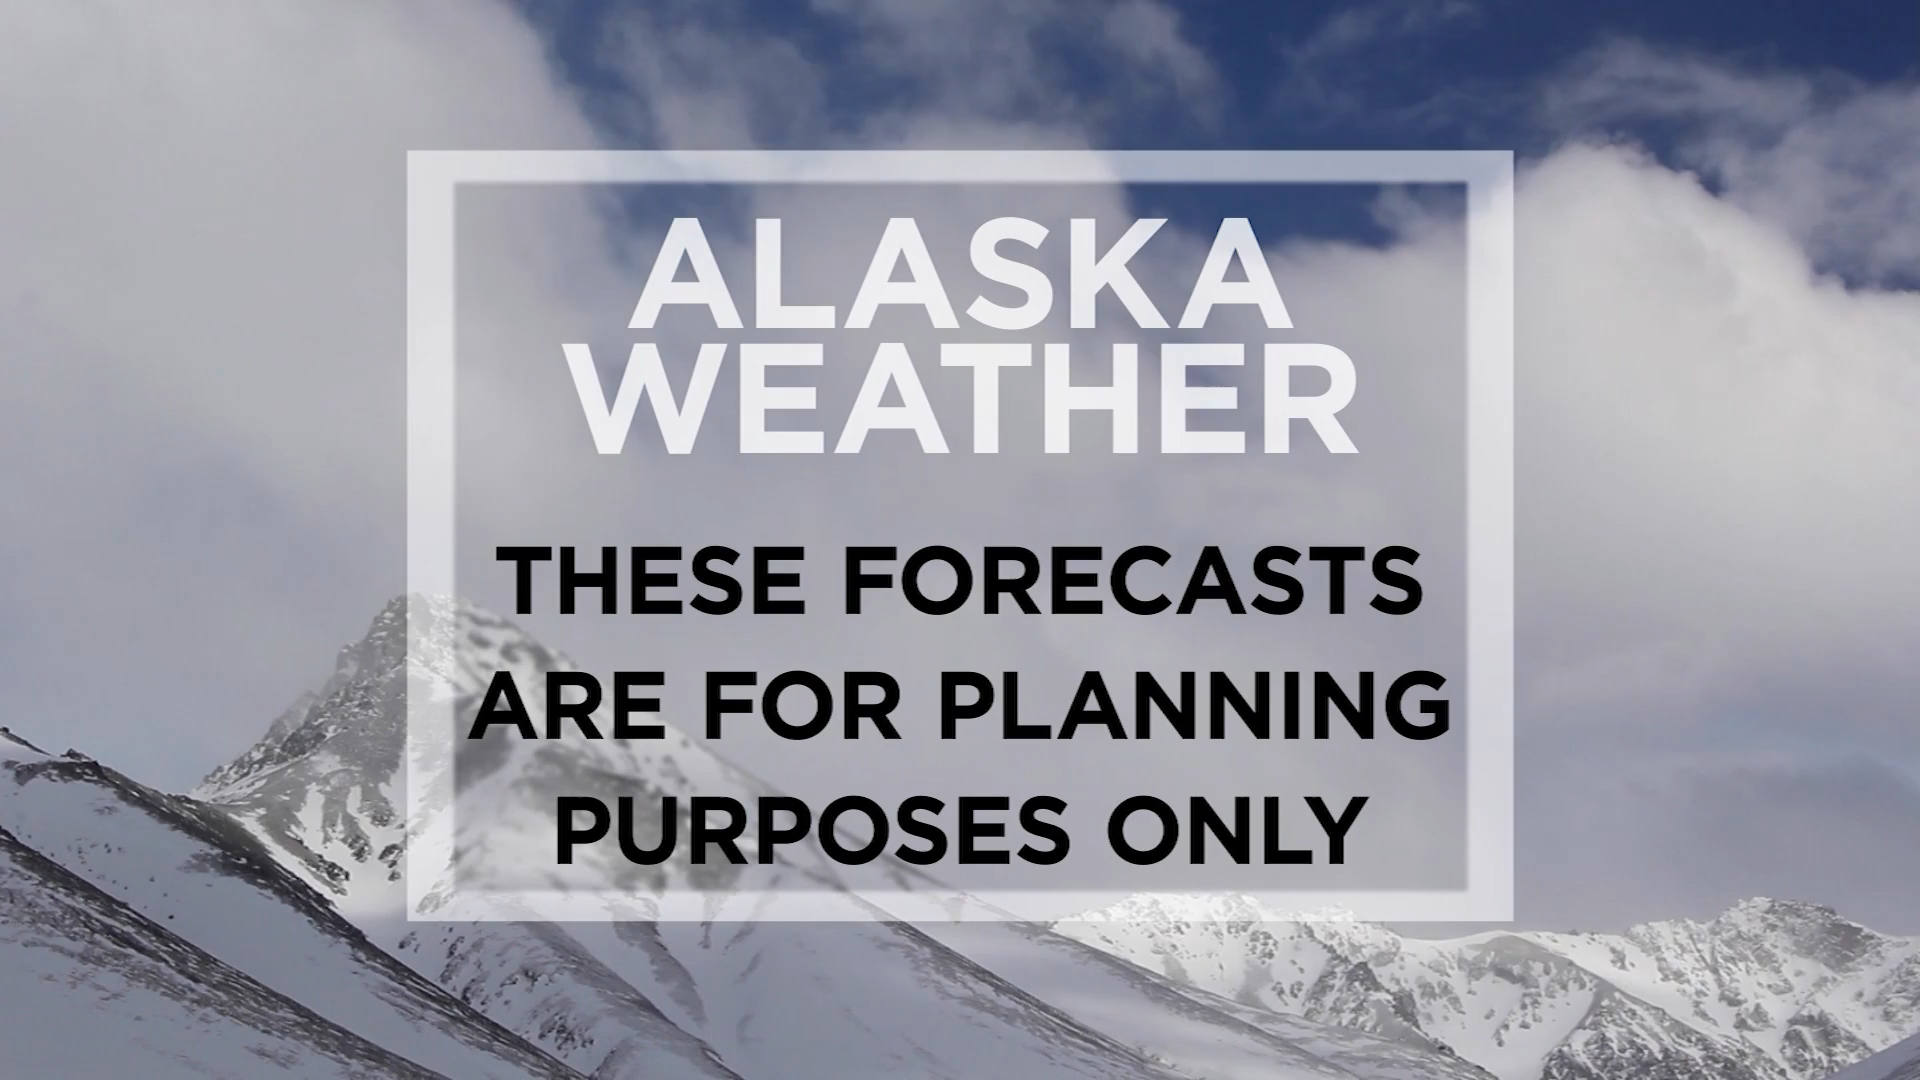 ALASKA
WEATHER
THESE FORECASTS
ARE FOR PLANNING
PURPOSES ONLY